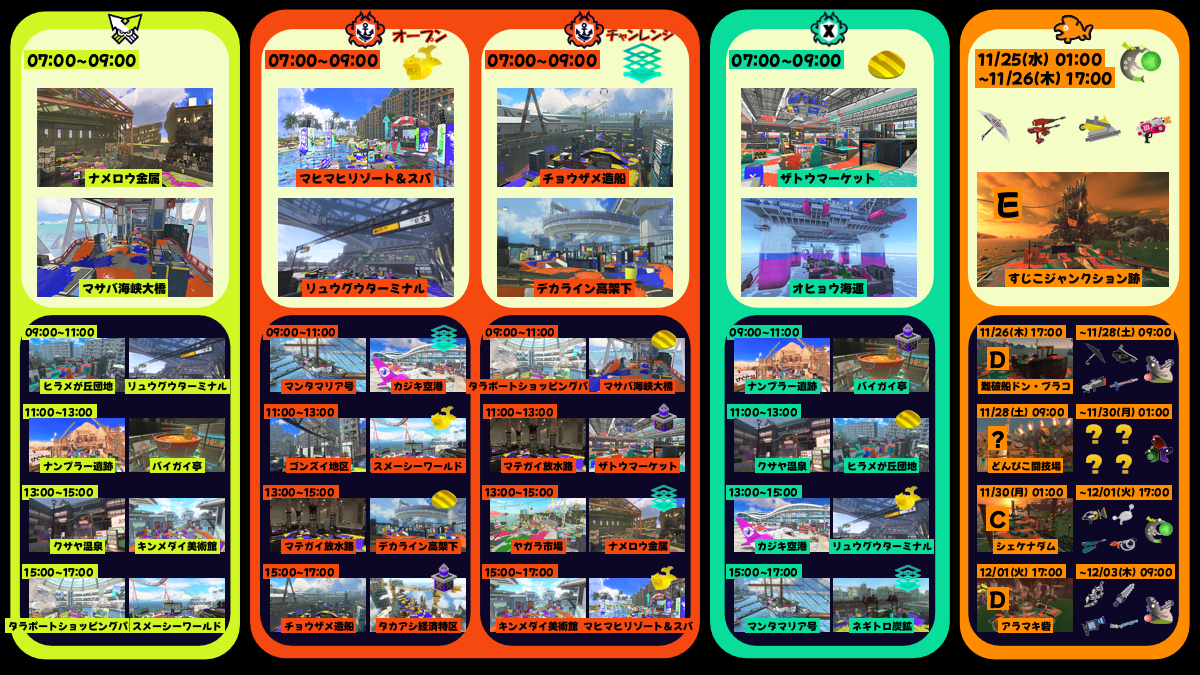 07:00~09:00
ナメロウ金属
マサバ海峡大橋
09:00~11:00
ヒラメが丘団地
リュウグウターミナル
11:00~13:00
ナンプラー遺跡
バイガイ亭
13:00~15:00
クサヤ温泉
キンメダイ美術館
15:00~17:00
タラポートショッピングパ
スメーシーワールド
オープン
07:00~09:00
マヒマヒリゾート&スパ
リュウグウターミナル
09:00~11:00
マンタマリア号
カジキ空港
11:00~13:00
ゴンズイ地区
スメーシーワールド
13:00~15:00
マテガイ放水路
デカライン高架下
15:00~17:00
チョウザメ造船
タカアシ経済特区
チャンレンジ
07:00~09:00
チョウザメ造船
デカライン高架下
09:00~11:00
タラポートショッピングパ
マサバ海峡大橋
11:00~13:00
マテガイ放水路
ザトウマーケット
13:00~15:00
ヤガラ市場
ナメロウ金属
15:00~17:00
キンメダイ美術館
マヒマヒリゾート&スパ
X
07:00~09:00
ザトウマーケット
オヒョウ海運
09:00~11:00
ナンプラー遺跡
バイガイ亭
11:00~13:00
クサヤ温泉
ヒラメが丘団地
13:00~15:00
カジキ空港
リュウグウターミナル
15:00~17:00
マンタマリア号
ネギトロ炭鉱
11/25(水) 01:00
~11/26(木) 17:00
E
すじこジャンクション跡
11/26(木) 17:00 ~11/28(土) 09:00
D
難破船ドン・ブラコ
11/28(土) 09:00 ~11/30(月) 01:00
?
? ?
? ?
どんぴこ闘技場
11/30(月) 01:00 ~12/01(火) 17:00
C
シェケナダム
12/01(火) 17:00 ~12/03(木) 09:00
D
アラマキ砦